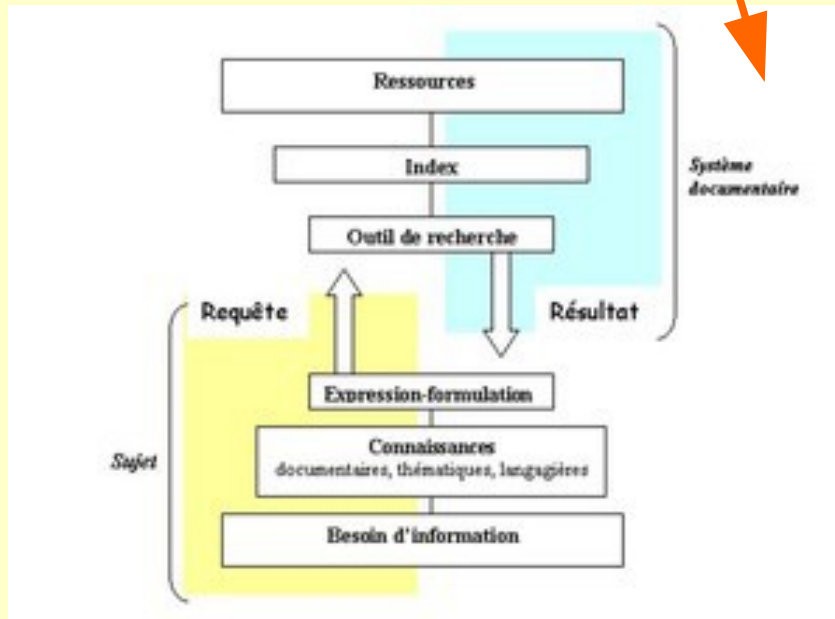 Ressources
Index
Système
documentaire
Outil de recherche
Requête
Résultat
Expression-formulation
Sujet
Connaissances
documentaires, thématiques, langagières
Besoin d'information